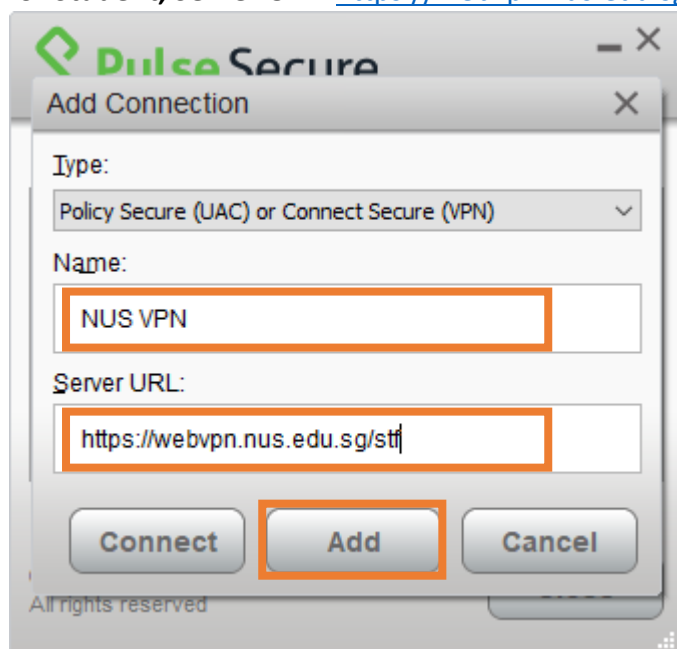 Pulse Secure
Add Connection
Type:
Policy Secure (UAC) or Connect Secure (VPN)
Name:
NUS VPN
Server URL:
https://webvpn.nus.edu.sg/stf
Connect Add Cancel
All rights reserved